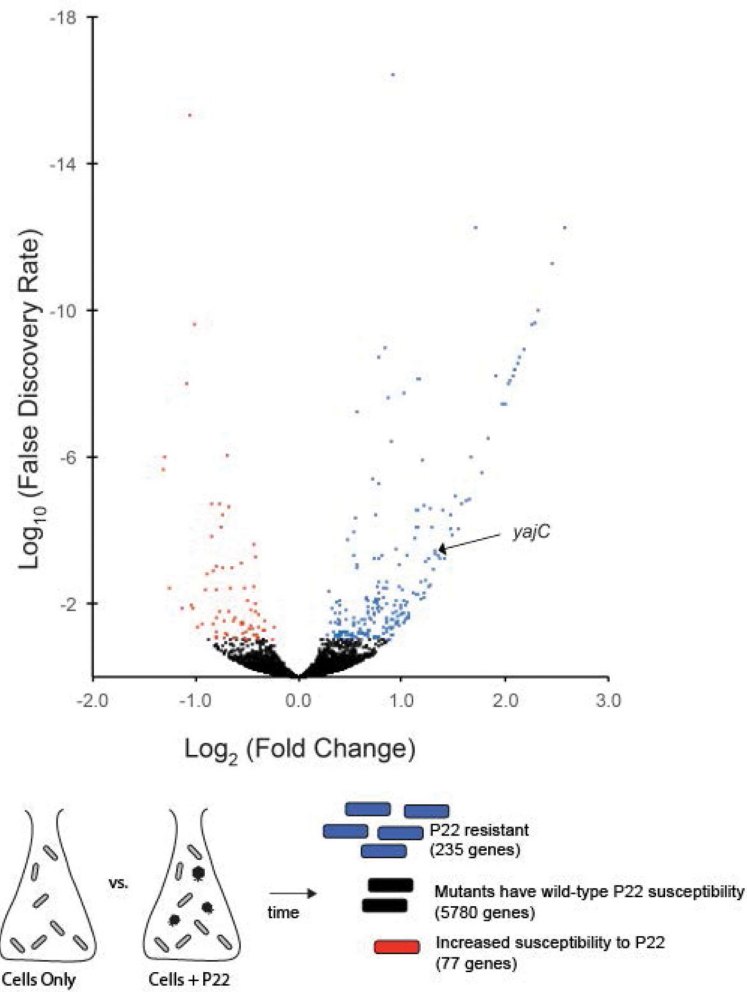 -18
-14
-10
-6
-2
Log10 (False Discovery Rate)
yajC
-2.0 -1.0 0.0 1.0 2.0 3.0
Log2 (Fold Change)
vs.
time
P22 resistant
(235 genes)
Mutants have wild-type P22 susceptibility
(5780 genes)
Increased susceptibility to P22
(77 genes)
Cells Only
Cells + P22